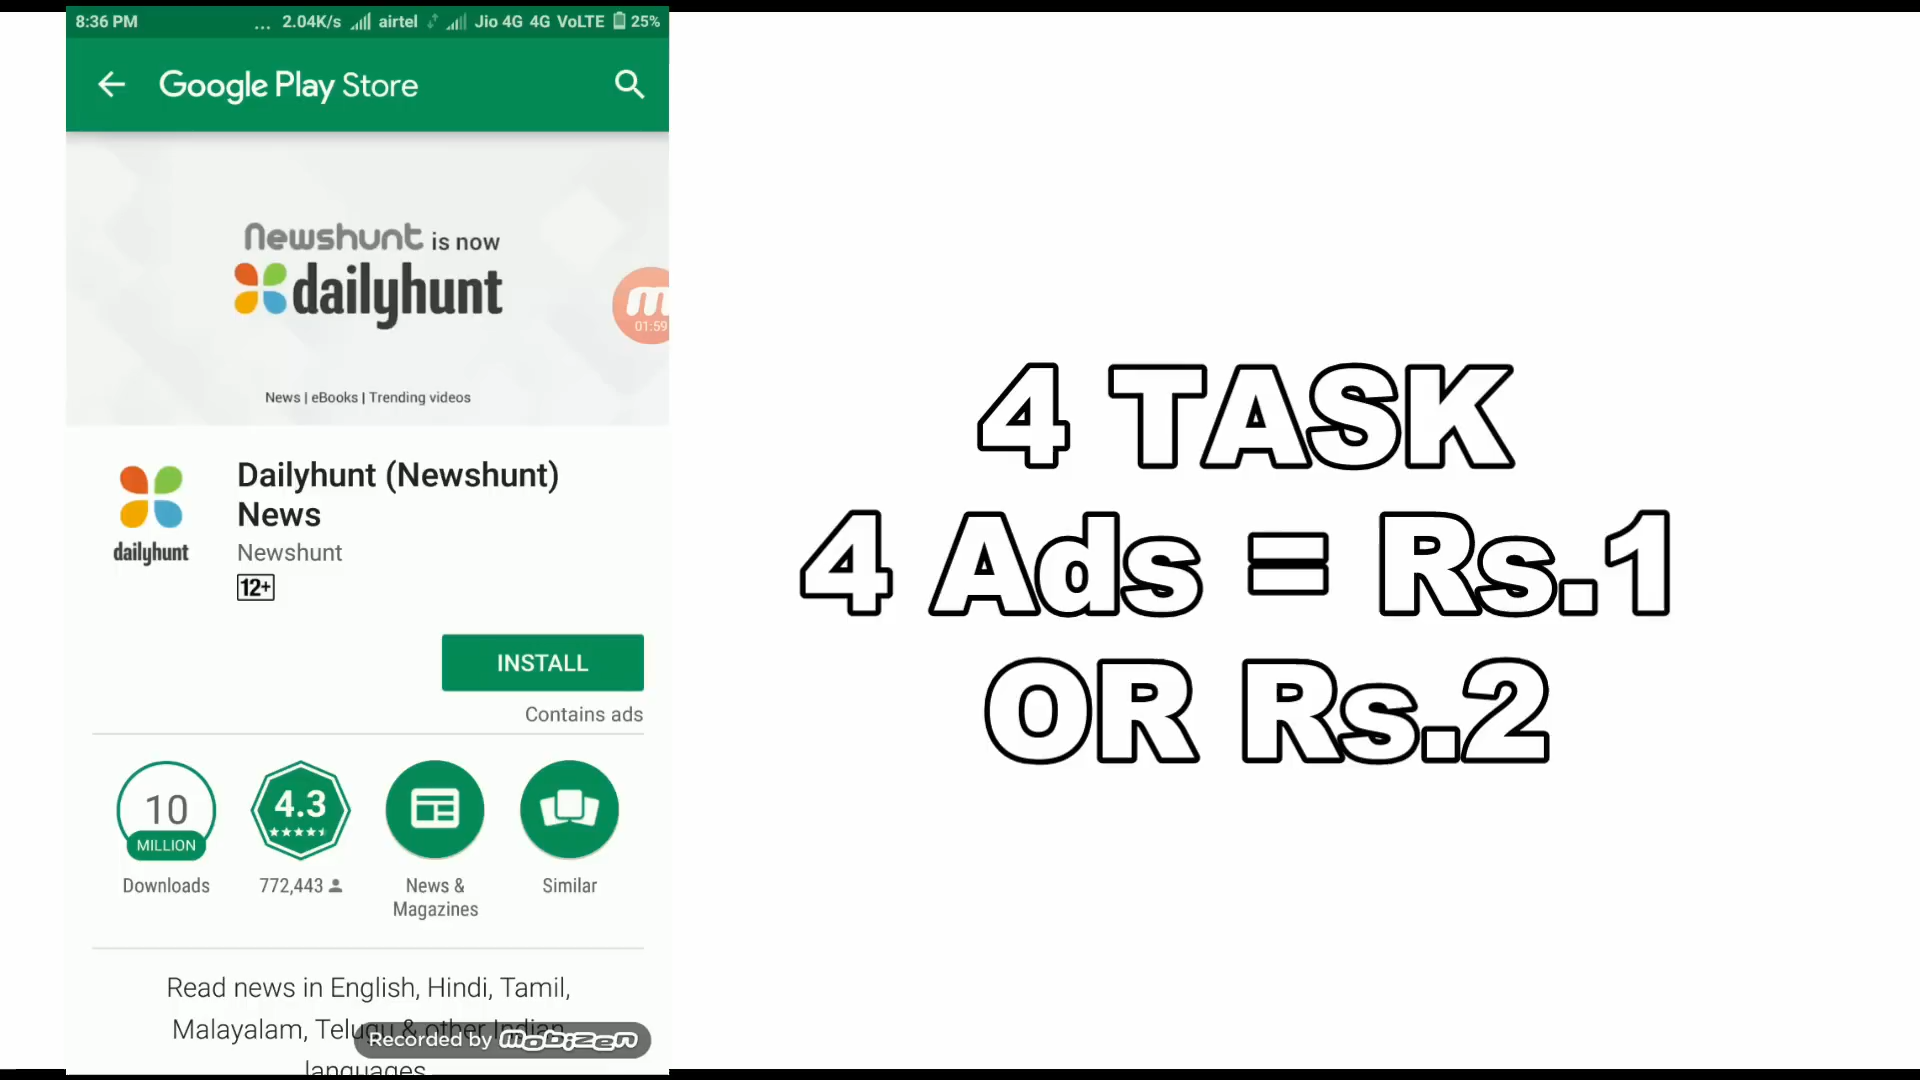 8:36 PM ... 2.04K/s airtel Jio 4G 4G VoLTE 25%
Google Play Store
Newshunt is now
dailyhunt
m
01:59
News | eBooks | Trending videos
dailyhunt
Dailyhunt (Newshunt)
News
Newshunt
12+
INSTALL
Contains ads
10
MILLION
Downloads
4.3
772,443
News &
Magazines
Similar
Read news in English, Hindi, Tamil,
Malayalam, Telugu & other Indian
languages
Recorded by mobizen
4 TASK
4 Ads = Rs.1
OR Rs.2